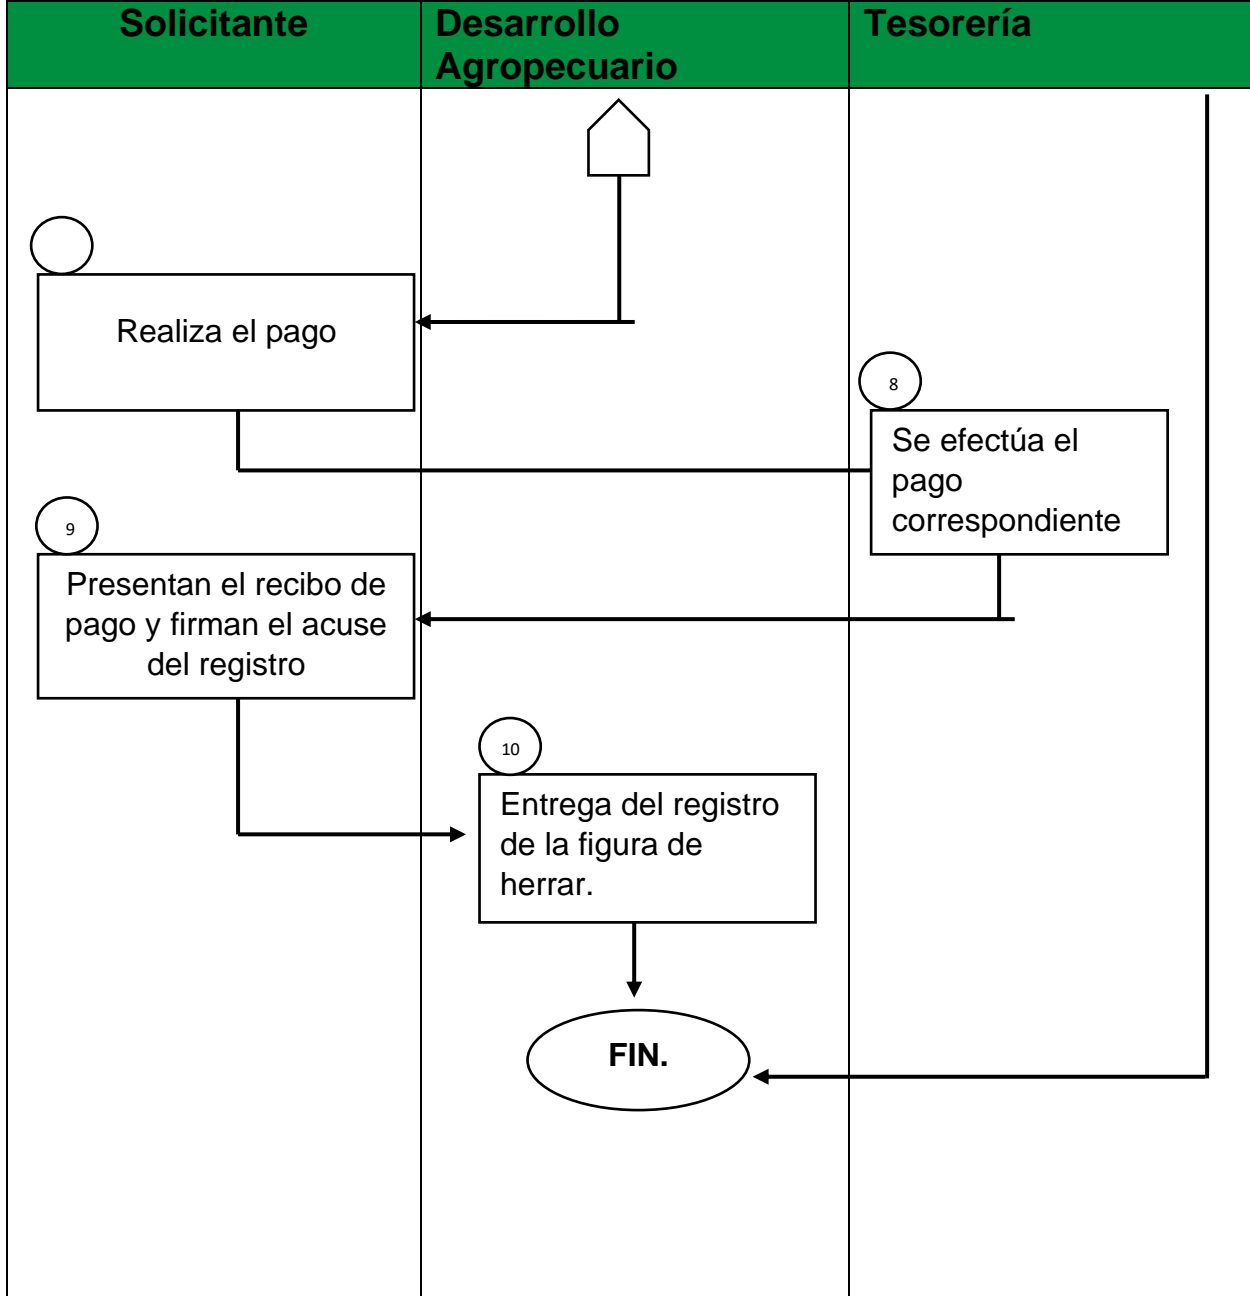 Solicitante
Desarrollo
Agropecuario
Tesorería
Realiza el pago
8
Se efectúa el
pago
correspondiente
9
Presentan el recibo de
pago y firman el acuse
del registro
10
Entrega del registro
de la figura de
herrar.
FIN.